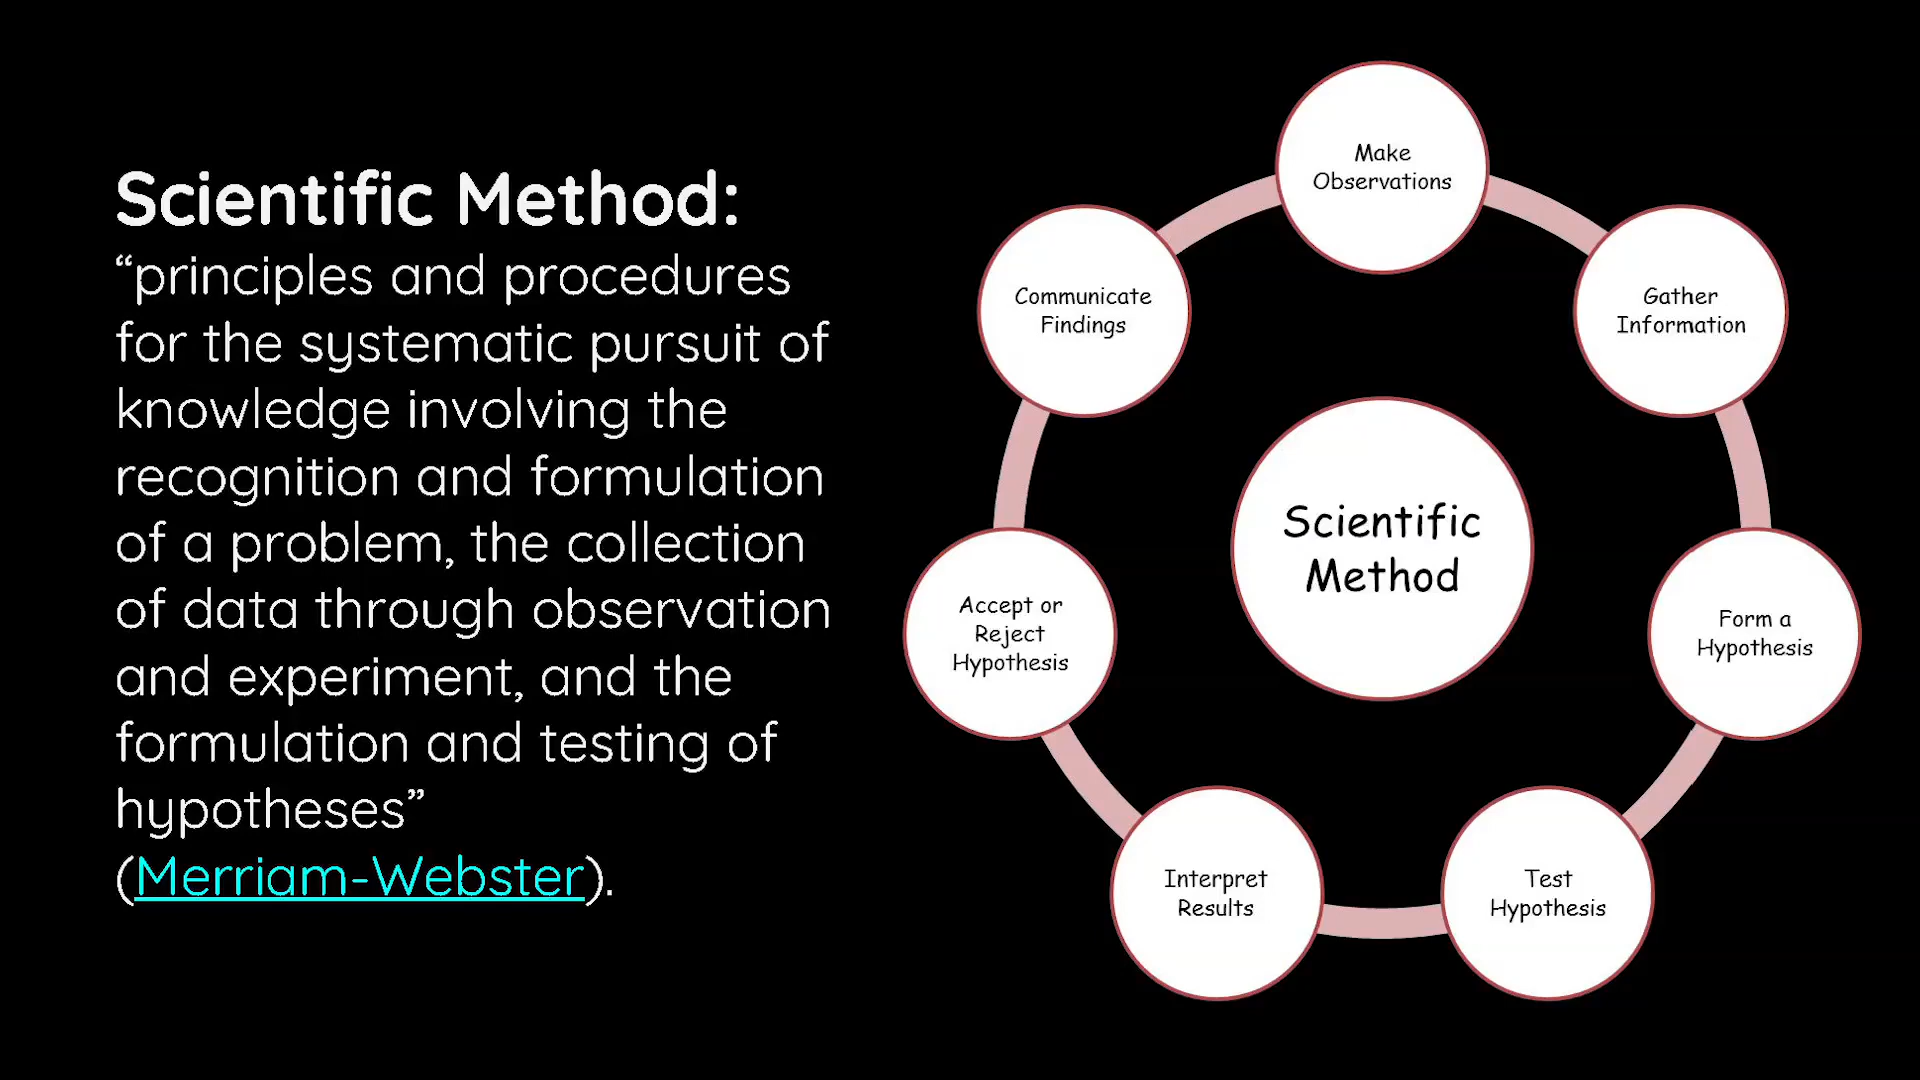 Scientific Method:
“principles and procedures
for the systematic pursuit of
knowledge involving the
recognition and formulation
of a problem, the collection
of data through observation
and experiment, and the
formulation and testing of
hypotheses”
(Merriam-Webster).
Make
Observations
Gather
Information
Form a
Hypothesis
Test
Hypothesis
Interpret
Results
Accept or
Reject
Hypothesis
Communicate
Findings
Scientific
Method